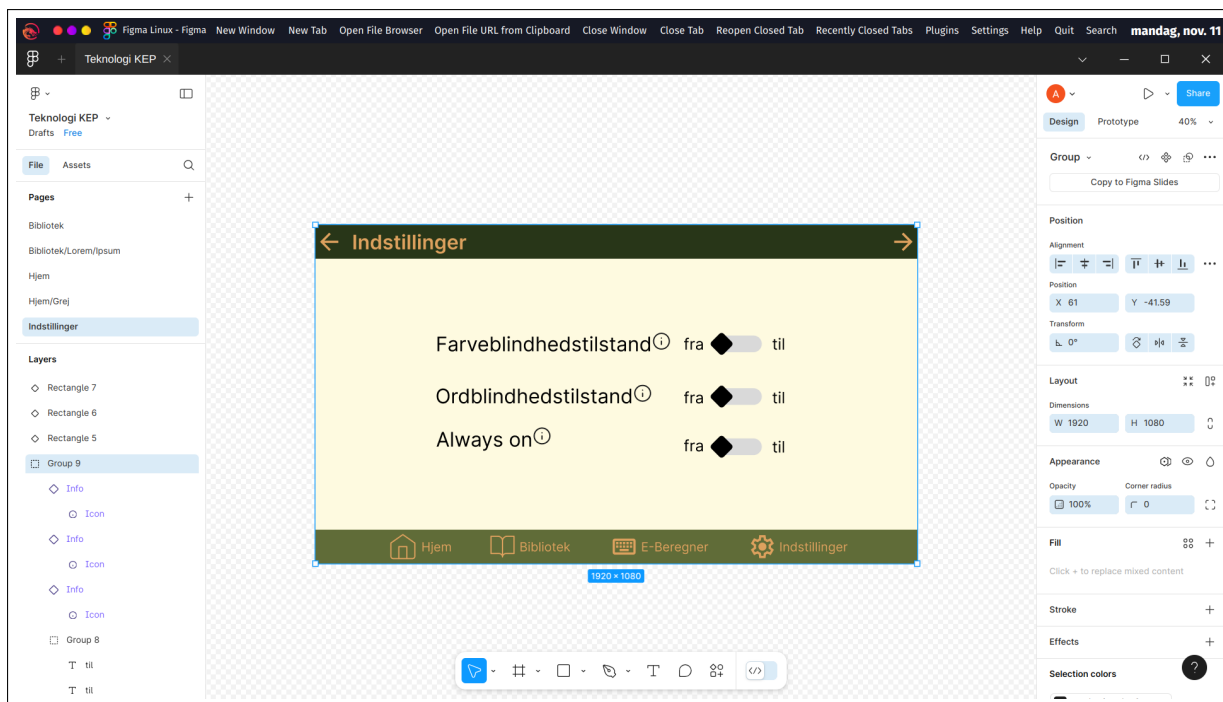 Figma Linux - Figma New Window New Tab Open File Browser Open File URL from Clipboard Close Window Close Tab Reopen Closed Tab Recently Closed Tabs Plugins Settings Help Quit Search mandag, nov. 11
Teknologi KEP
Teknologi KEP
Drafts Free
File Assets
Pages
Bibliotek
Bibliotek/Lorem/Ipsum
Hjem
Hjem/Grej
Indstillinger
Layers
Rectangle 7
Rectangle 6
Rectangle 5
Group 9
Info
Icon
Info
Icon
Info
Icon
Group 8
til
til
Indstillinger
Farveblindhedstilstand fra til
Ordblindhedstilstand fra til
Always on fra til
Hjem Bibliotek E-Beregner Indstillinger
1920 × 1080
A Share
Design Prototype 40%
Group
Copy to Figma Slides
Position
Alignment
Position
X 61 Y -41.59
Transform
0°
Layout
Dimensions
W 1920 H 1080
Appearance
Opacity Corner radius
100% 0
Fill
Click + to replace mixed content
Stroke
Effects
Selection colors
?